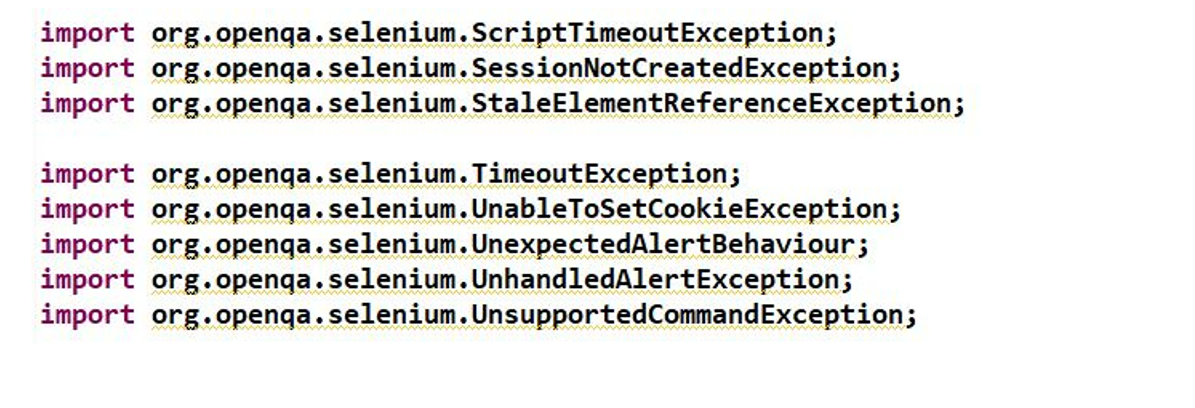 import org.openqa.selenium.ScriptTimeoutException;
import org.openqa.selenium.SessionNotCreatedException;
import org.openqa.selenium.StaleElementReferenceException;
import org.openqa.selenium.TimeoutException;
import org.openqa.selenium.UnableToSetCookieException;
import org.openqa.selenium.UnexpectedAlertBehaviour;
import org.openqa.selenium.UnhandledAlertException;
import org.openqa.selenium.UnsupportedCommandException;